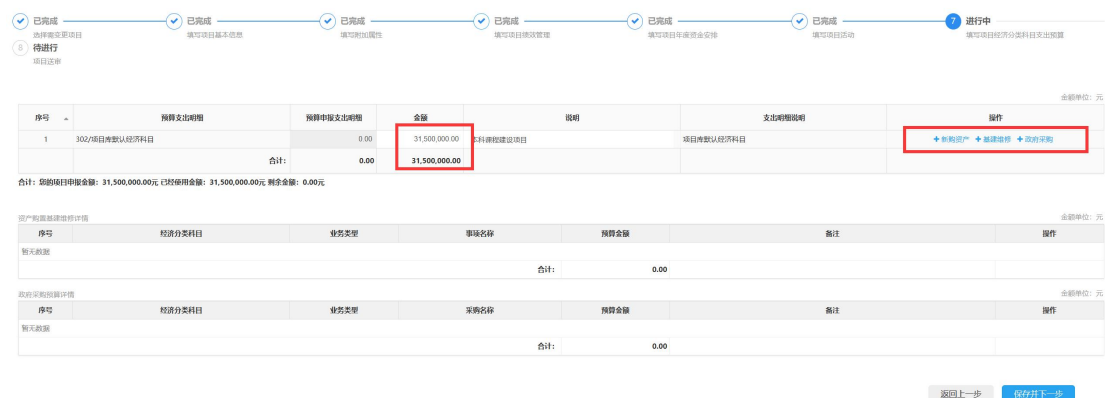 已完成 已完成 已完成 已完成 已完成 已完成 7 进行中
选择需变更项目 填写项目基本信息 填写附加属性 填写项目绩效管理 填写项目年度资金安排 填写项目活动 填写项目经济分类科目支出预算
8 待进行
项目送审
金额单位：元
序号 预算支出明细 预算申报支出明细 金额 说明 支出明细说明 操作
1 302/项目库默认经济科目 0.00 31,500,000.00 本科课程建设项目 项目库默认经济科目 +新购资产 +基建维修 +政府采购
合计： 0.00 31,500,000.00
合计：您的项目申报金额：31,500,000.00元 已经使用金额：31,500,000.00元 剩余金额：0.00元
资产购置基建维修详情 金额单位：元
序号 经济分类科目 业务类型 事项名称 预算金额 备注 操作
暂无数据
合计： 0.00
政府采购预算详情 金额单位：元
序号 经济分类科目 业务类型 采购名称 预算金额 备注 操作
暂无数据
合计： 0.00
返回上一步 保存并下一步